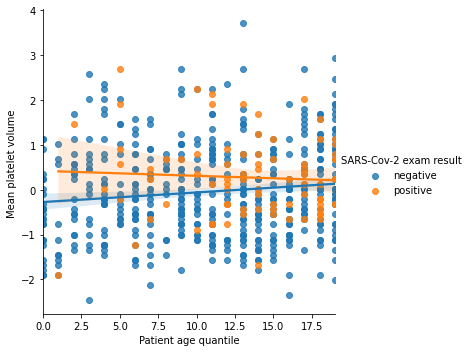 4
3
2
1
0
−1
−2
Mean platelet volume
0.0 2.5 5.0 7.5 10.0 12.5 15.0 17.5
Patient age quantile
SARS-Cov-2 exam result
negative
positive